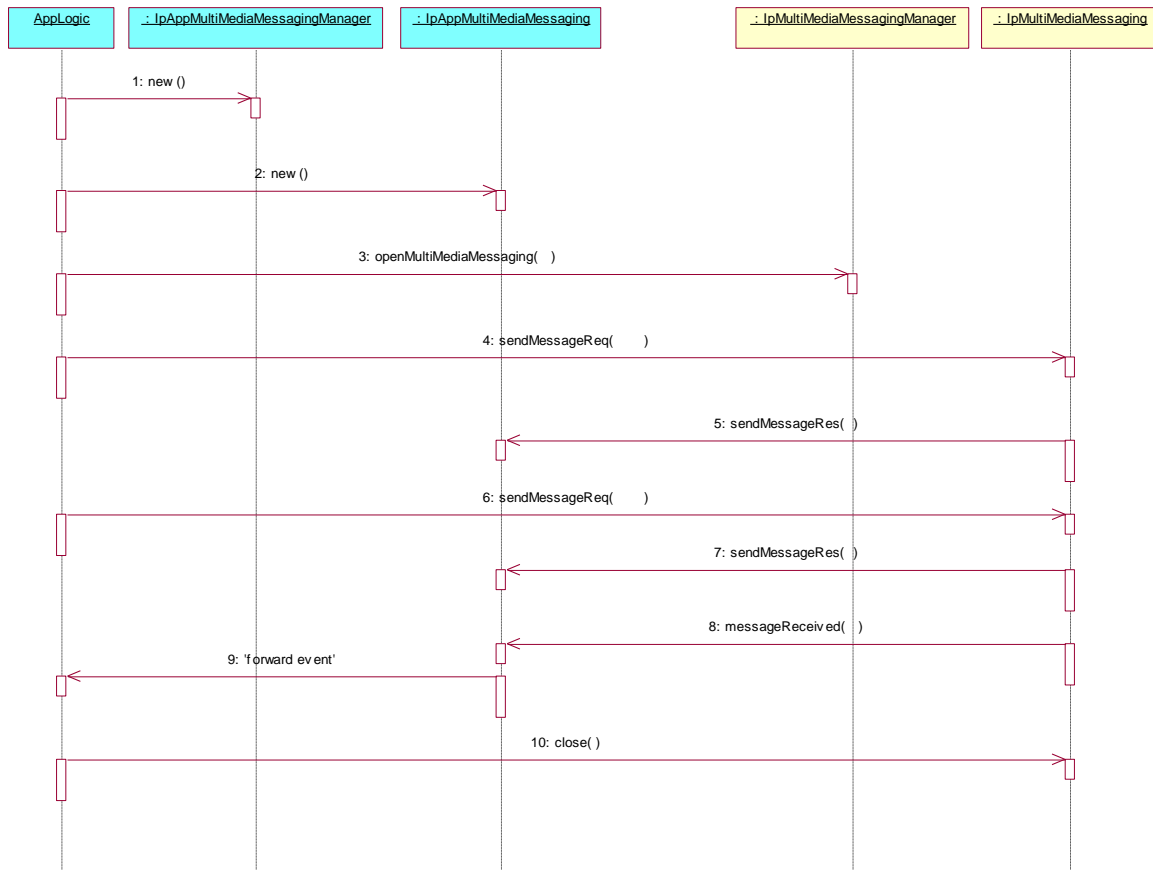 AppLogic
: IpAppMultiMediaMessagingManager
: IpAppMultiMediaMessaging
: IpMultiMediaMessagingManager
: IpMultiMediaMessaging
1: new()
2: new()
3: openMultiMediaMessaging( )
4: sendMessageReq( )
5: sendMessageRes( )
6: sendMessageReq( )
7: sendMessageRes( )
8: messageReceived( )
9: 'forward event'
10: close( )